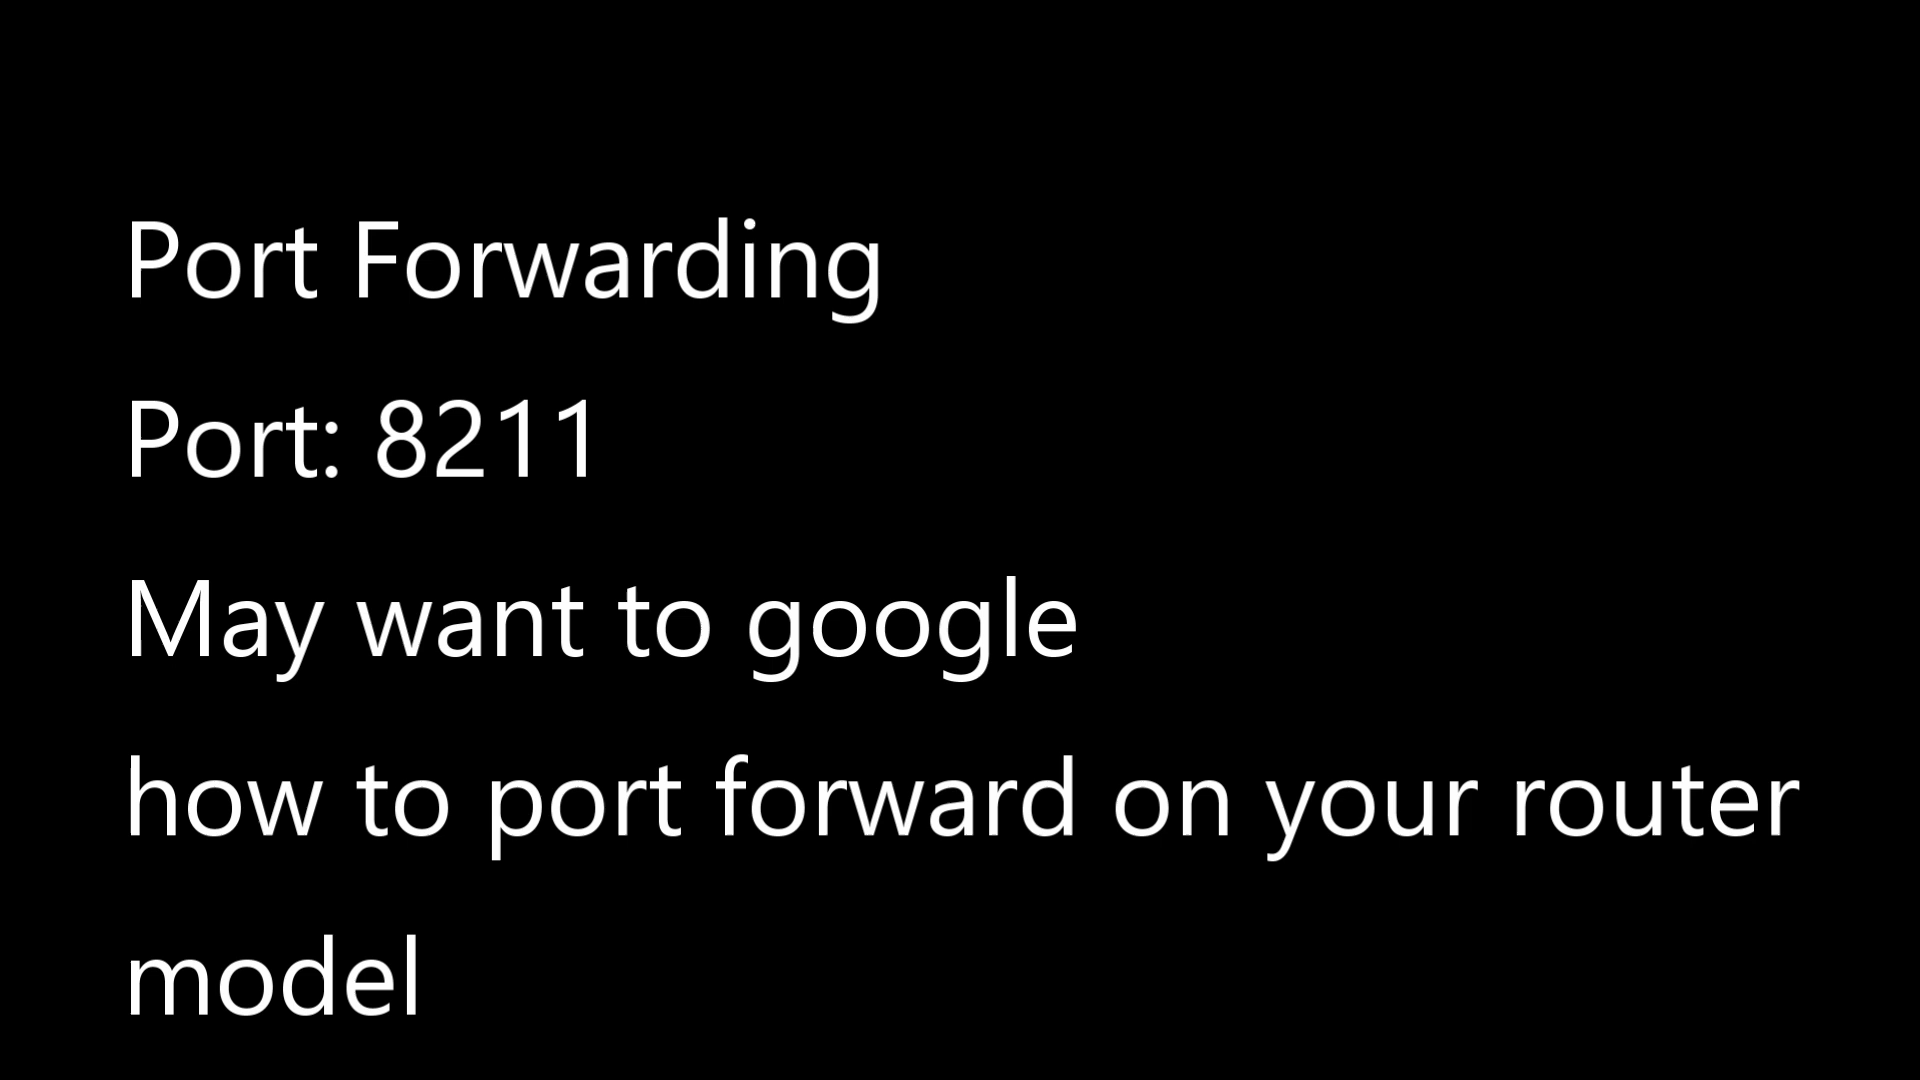 Port Forwarding
Port: 8211
May want to google
how to port forward on your router
model